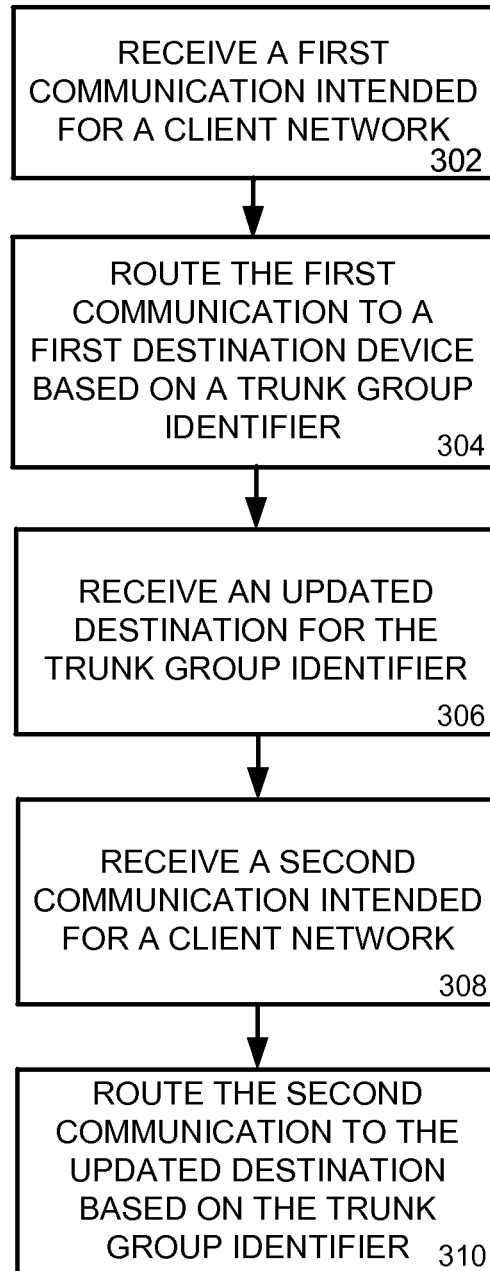 RECEIVE A FIRST
COMMUNICATION INTENDED
FOR A CLIENT NETWORK
302
ROUTE THE FIRST
COMMUNICATION TO A
FIRST DESTINATION DEVICE
BASED ON A TRUNK GROUP
IDENTIFIER
304
RECEIVE AN UPDATED
DESTINATION FOR THE
TRUNK GROUP IDENTIFIER
306
RECEIVE A SECOND
COMMUNICATION INTENDED
FOR A CLIENT NETWORK
308
ROUTE THE SECOND
COMMUNICATION TO THE
UPDATED DESTINATION
BASED ON THE TRUNK
GROUP IDENTIFIER 310